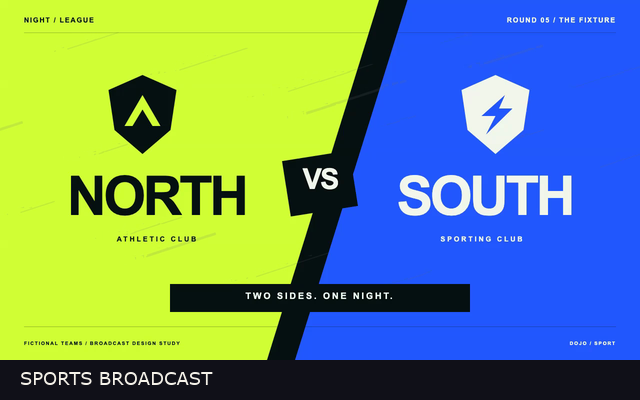 NIGHT / LEAGUE
ROUND 05 / THE FIXTURE
NORTH
ATHLETIC CLUB
VS
SOUTH
SPORTING CLUB
TWO SIDES. ONE NIGHT.
FICTIONAL TEAMS / BROADCAST DESIGN STUDY
DOJO / SPORT
SPORTS BROADCAST